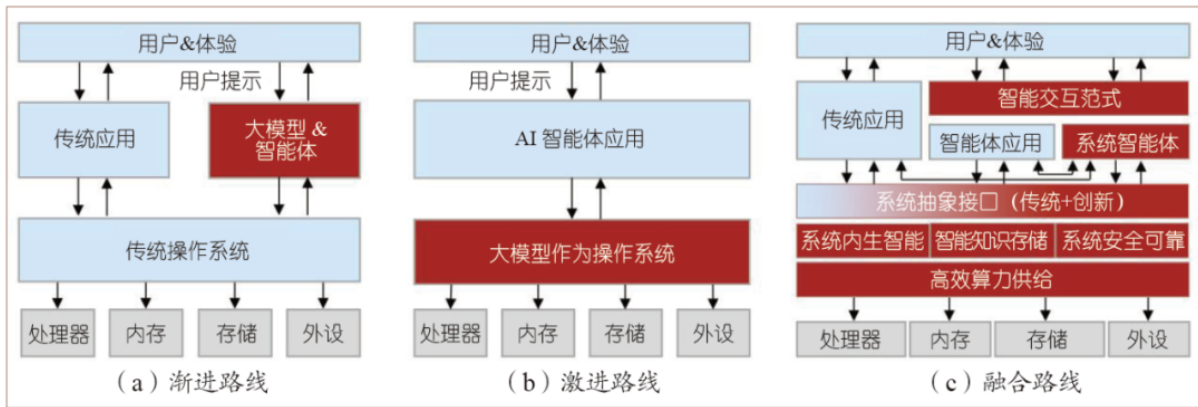 用户&体验
用户提示
传统应用
大模型 &
智能体
传统操作系统
处理器
内存
存储
外设
(a)渐进路线
用户&体验
用户提示
AI 智能体应用
大模型作为操作系统
处理器
内存
存储
外设
(b)激进路线
用户&体验
智能交互范式
传统应用
智能体应用
系统智能体
系统抽象接口(传统+创新)
系统内生智能
智能知识存储
系统安全可靠
高效算力供给
处理器
内存
存储
外设
(c)融合路线